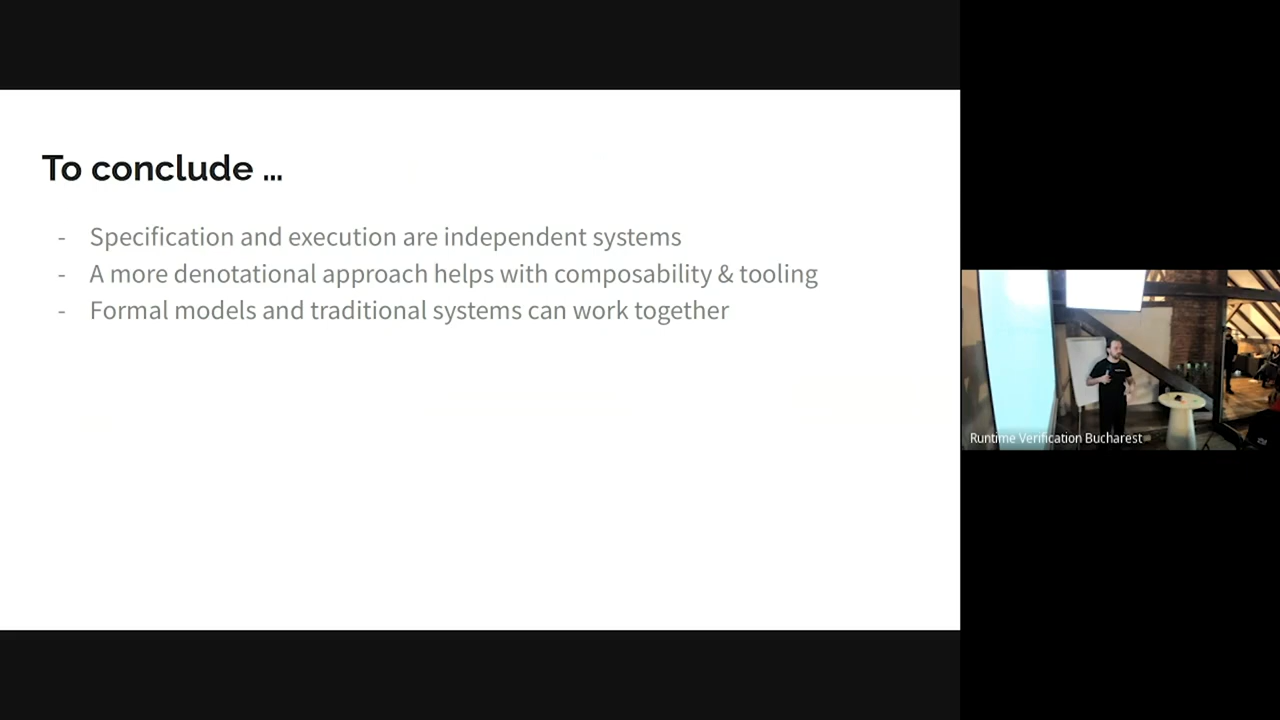 To conclude ...
- Specification and execution are independent systems
- A more denotational approach helps with composability & tooling
- Formal models and traditional systems can work together
Runtime Verification Bucharest